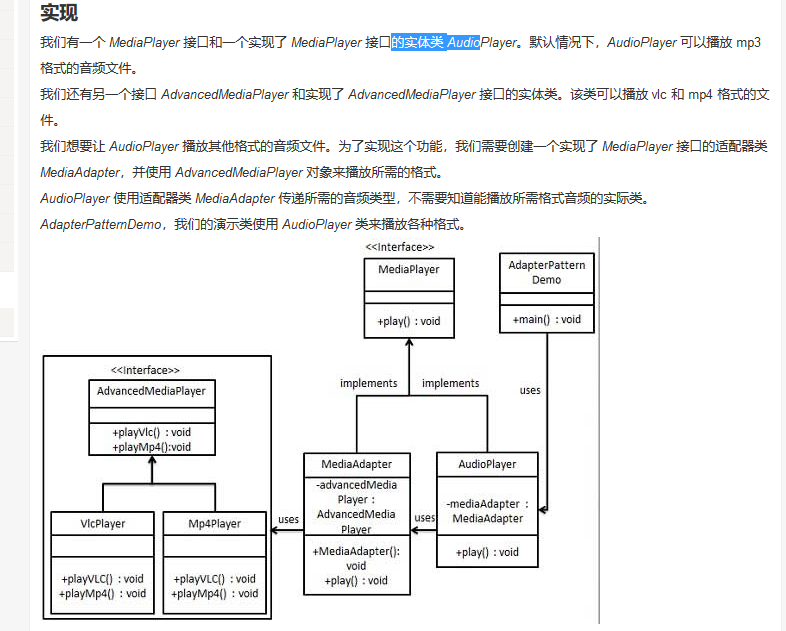 实现
我们有一个 MediaPlayer 接口和一个实现了 MediaPlayer 接口的实体类 AudioPlayer。默认情况下，AudioPlayer 可以播放 mp3
格式的音频文件。
我们还有另一个接口 AdvancedMediaPlayer 和实现了 AdvancedMediaPlayer 接口的实体类。该类可以播放 vlc 和 mp4 格式的文
件。
我们想要让 AudioPlayer 播放其他格式的音频文件。为了实现这个功能，我们需要创建一个实现了 MediaPlayer 接口的适配器类
MediaAdapter，并使用 AdvancedMediaPlayer 对象来播放所需的格式。
AudioPlayer 使用适配器类 MediaAdapter 传递所需的音频类型，不需要知道能播放所需格式音频的实际类。
AdapterPatternDemo，我们的演示类使用 AudioPlayer 类来播放各种格式。
<<Interface>>
MediaPlayer
+play() : void
AdapterPattern
Demo
+main() : void
implements
implements
uses
<<Interface>>
AdvancedMediaPlayer
+playVlc() : void
+playMp4():void
VlcPlayer
+playVLC() : void
+playMp4() : void
Mp4Player
+playVLC() : void
+playMp4() : void
uses
MediaAdapter
-advancedMedia
Player :
AdvancedMedia
Player
+MediaAdapter():
void
+play() : void
uses
AudioPlayer
-mediaAdapter :
MediaAdapter
+play() : void